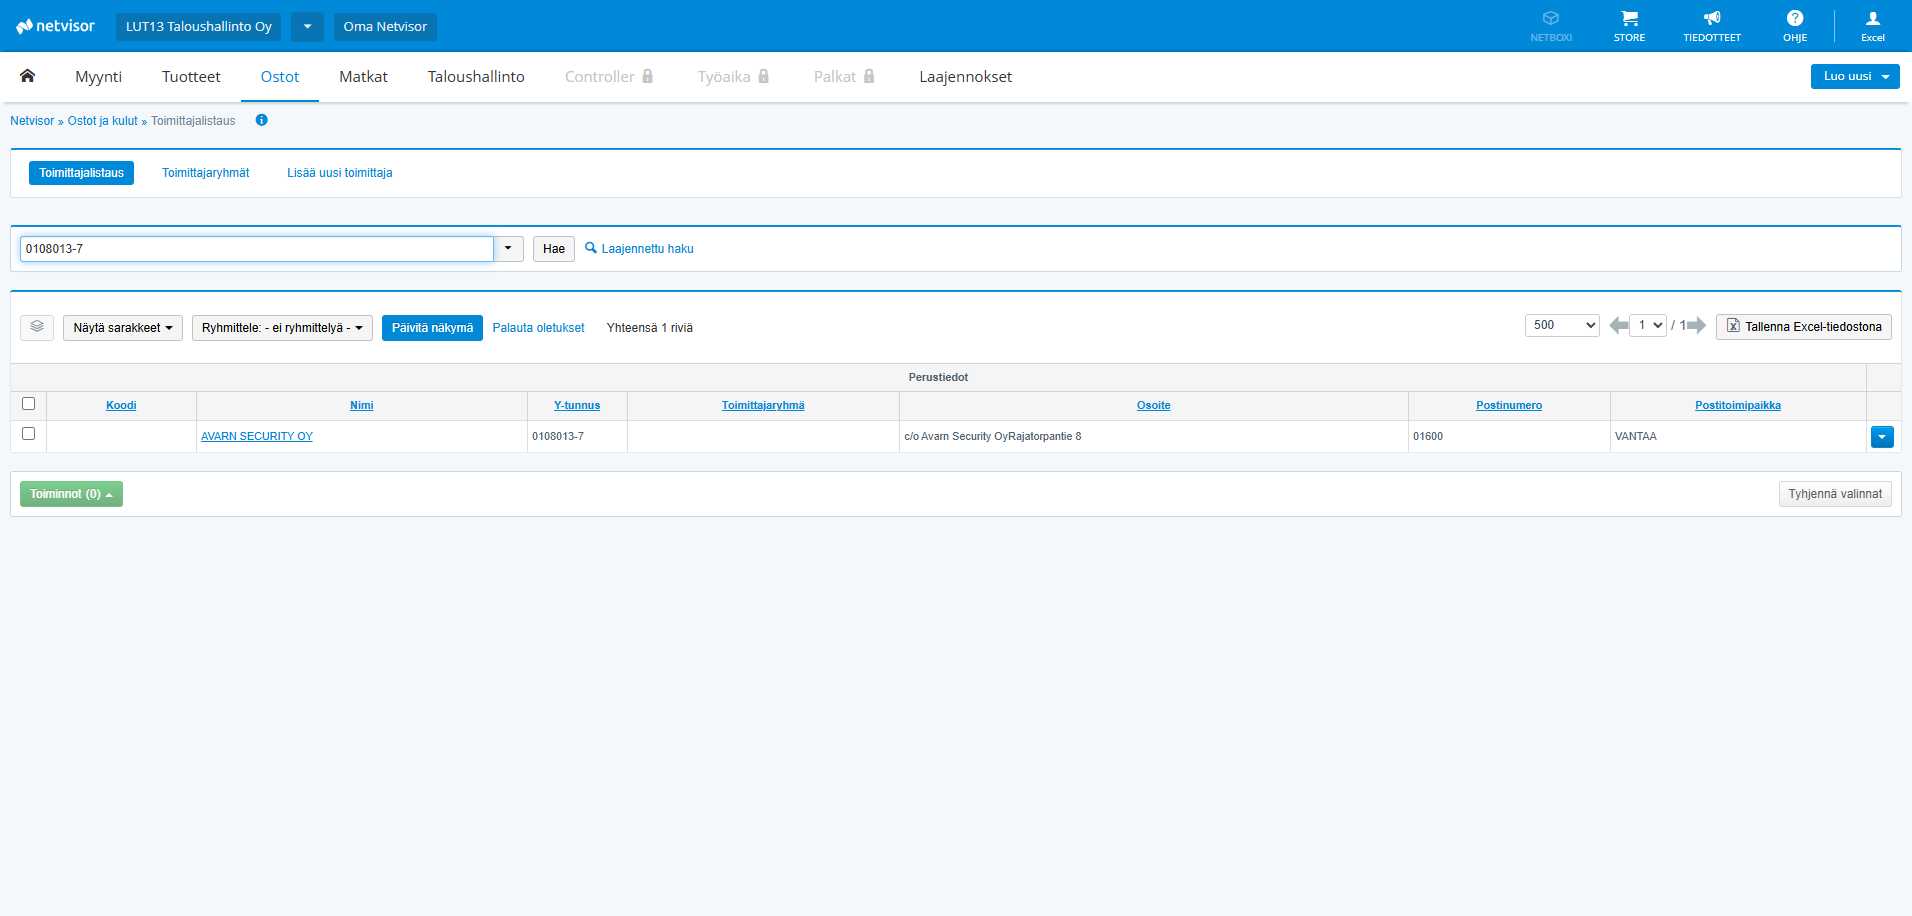 netvisor LUT13 Taloushallinto Oy Oma Netvisor NETBOXI STORE TIEDOTTEET OHJE Excel
Myynti Tuotteet Ostot Matkat Taloushallinto Controller Työaika Palkat Laajennokset Luo uusi
Netvisor » Ostot ja kulut » Toimittajalistaus
Toimittajalistaus Toimittajaryhmät Lisää uusi toimittaja
0108013-7 Hae Laajennettu haku
Näytä sarakkeet Ryhmittele: - ei ryhmittelyä - Päivitä näkymä Palauta oletukset Yhteensä 1 riviä 500 1 / 1 Tallenna Excel-tiedostona
Perustiedot
Koodi Nimi Y-tunnus Toimittajaryhmä Osoite Postinumero Postitoimipaikka
AVARN SECURITY OY 0108013-7 c/o Avarn Security OyRajatorpantie 8 01600 VANTAA
Toiminnot (0) Tyhjennä valinnat